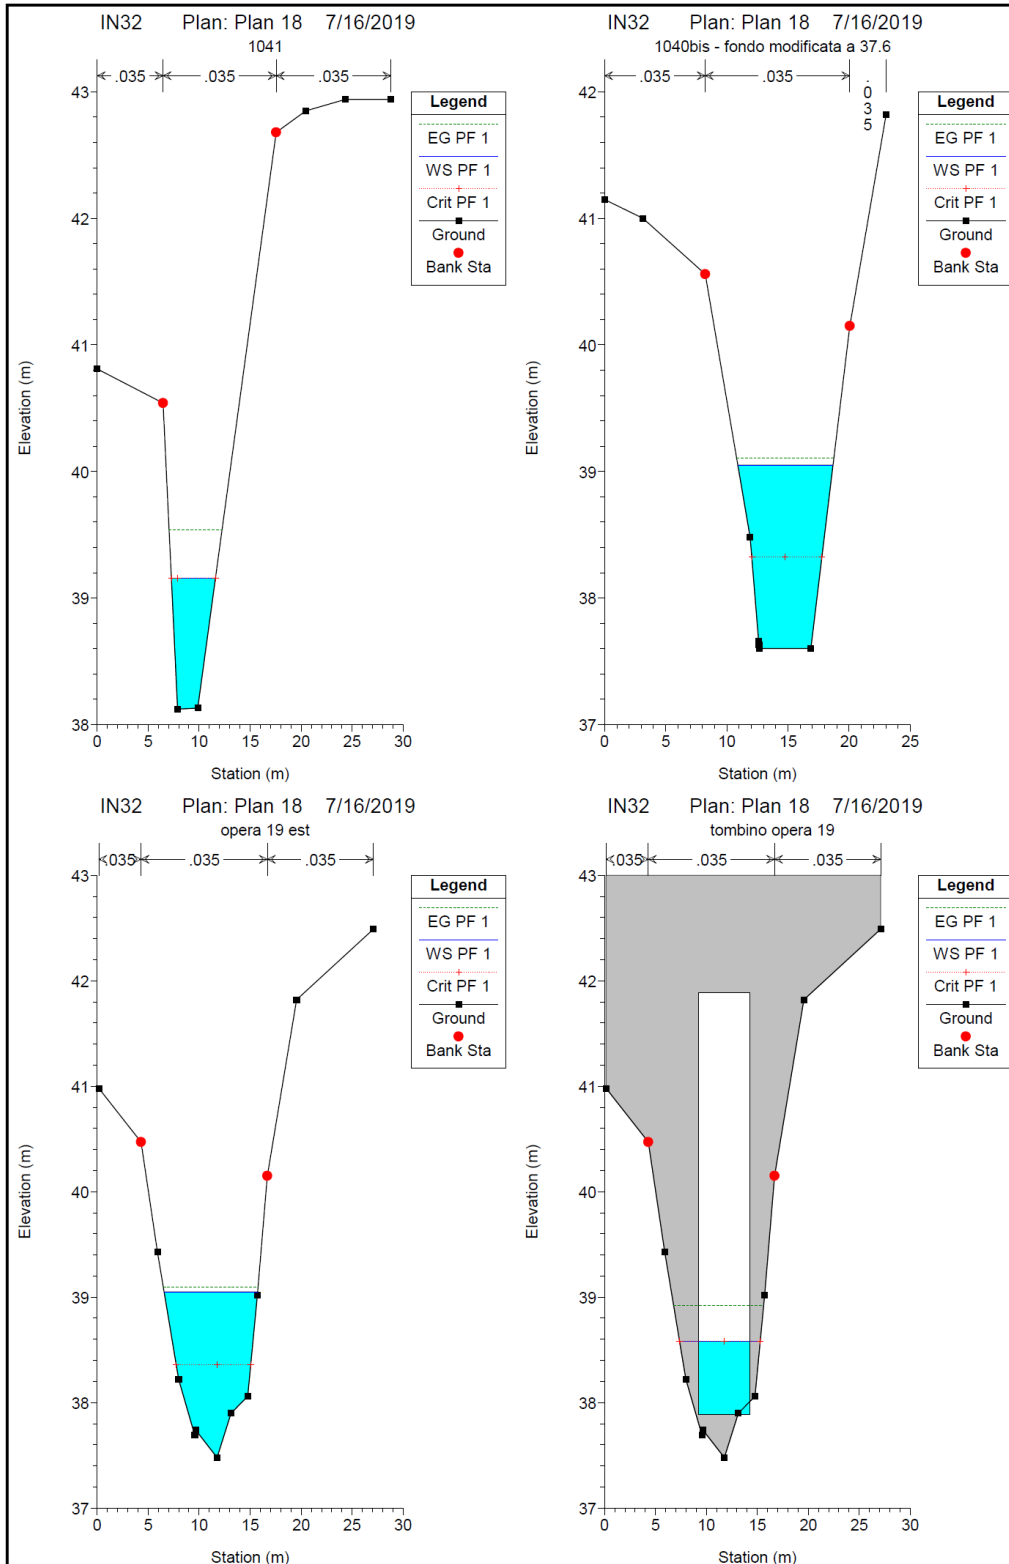 IN32 Plan: Plan 18 7/16/2019
1041
.035 .035 .035
Elevation (m)
43
42
41
40
39
38
0 5 10 15 20 25 30
Station (m)
Legend
EG PF 1
WS PF 1
Crit PF 1
Ground
Bank Sta
IN32 Plan: Plan 18 7/16/2019
1040bis - fondo modificata a 37.6
.035 .035 .035
Elevation (m)
42
41
40
39
38
37
0 5 10 15 20 25
Station (m)
Legend
EG PF 1
WS PF 1
Crit PF 1
Ground
Bank Sta
IN32 Plan: Plan 18 7/16/2019
opera 19 est
.035 .035 .035
Elevation (m)
43
42
41
40
39
38
37
0 5 10 15 20 25 30
Station (m)
Legend
EG PF 1
WS PF 1
Crit PF 1
Ground
Bank Sta
IN32 Plan: Plan 18 7/16/2019
tombino opera 19
.035 .035 .035
Elevation (m)
43
42
41
40
39
38
37
0 5 10 15 20 25 30
Station (m)
Legend
EG PF 1
WS PF 1
Crit PF 1
Ground
Bank Sta